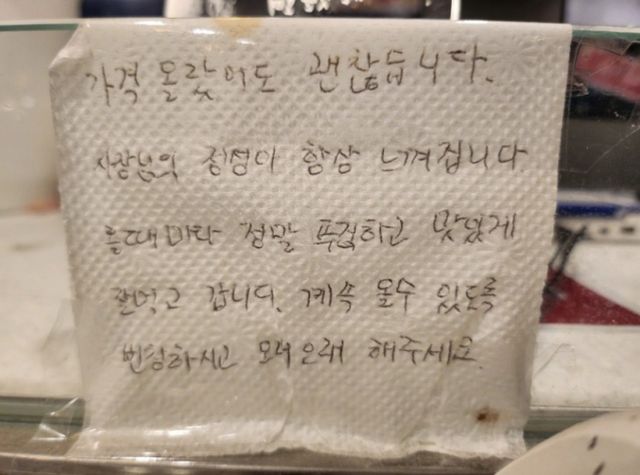 가격 올랐어도 괜찮습니다.
사장님의 정성이 항상 느껴집니다
올때마다 정말 푸짐하고 맛있게
잘먹고 갑니다. 계속 올수 있도록
번창하시고 오래오래 해주세요.